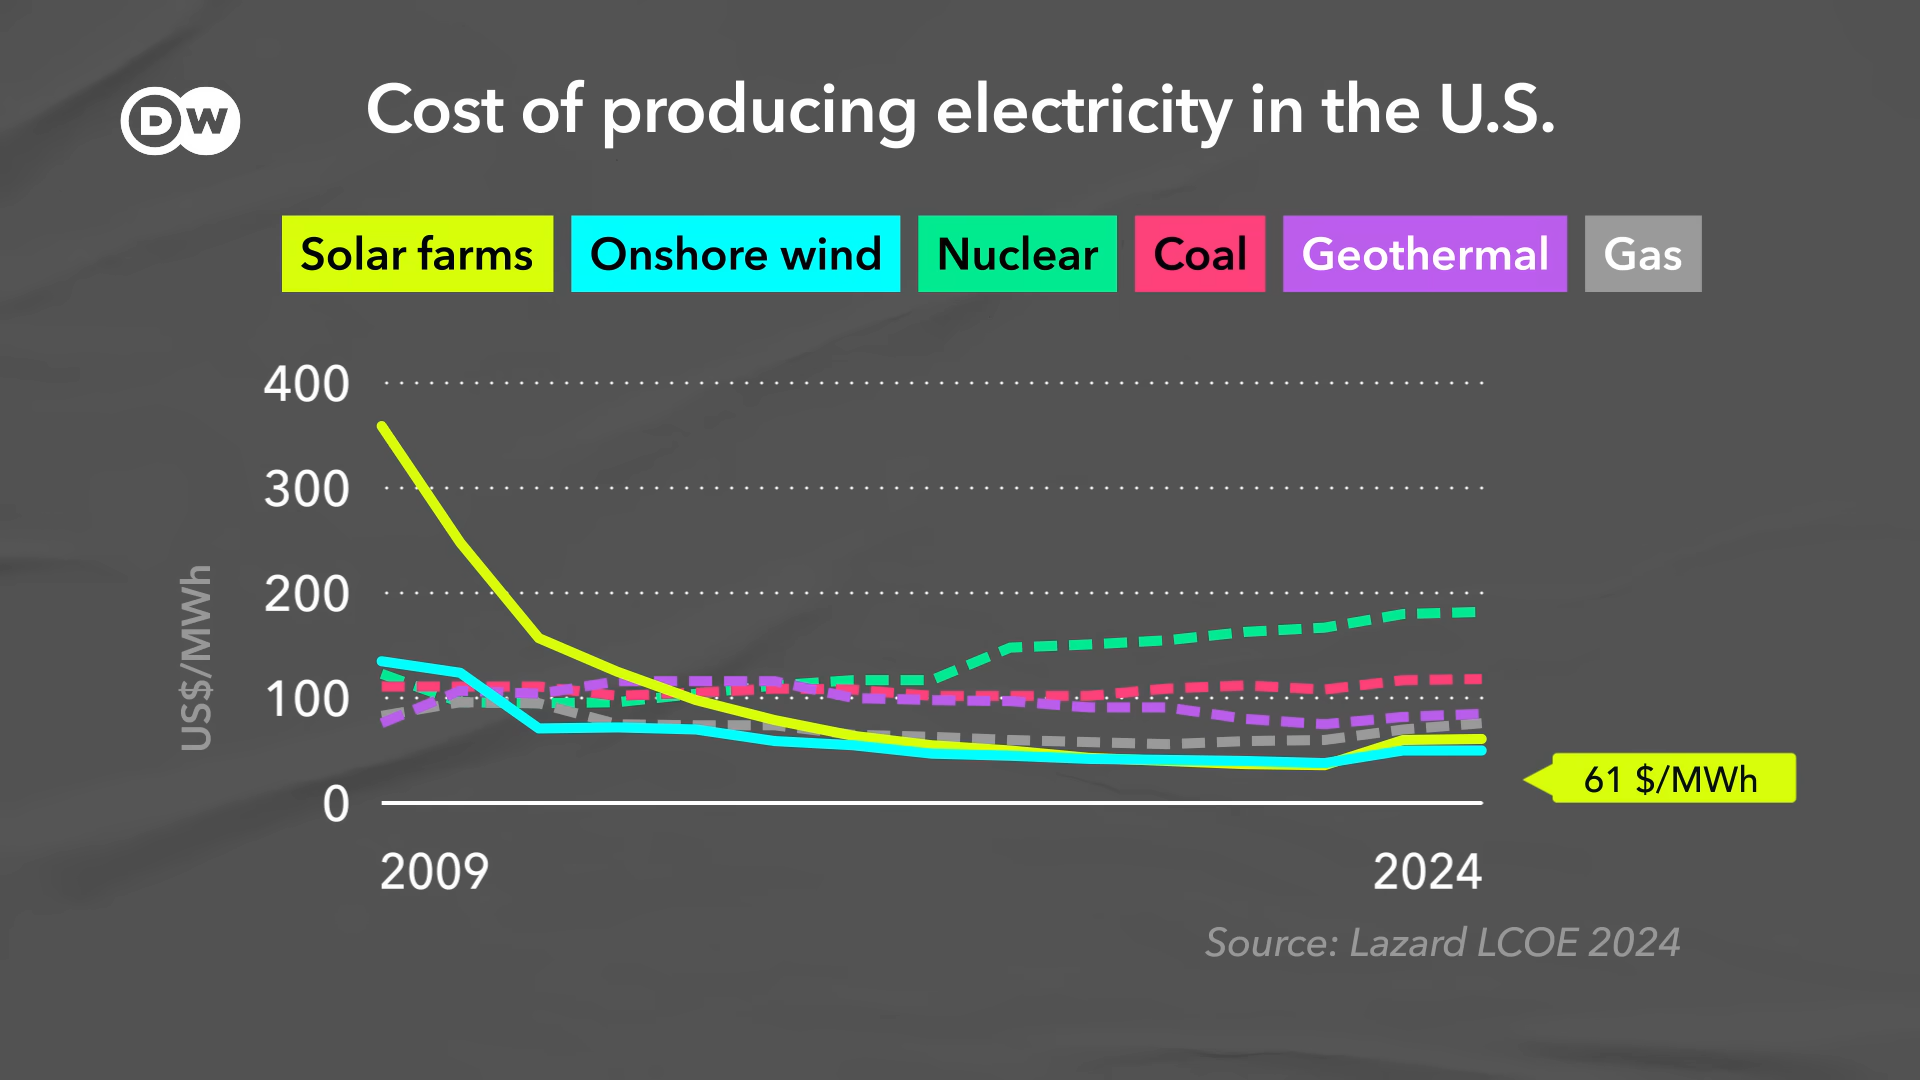 DW
Cost of producing electricity in the U.S.
Solar farms
Onshore wind
Nuclear
Coal
Geothermal
Gas
US$/MWh
400
300
200
100
0
61 $/MWh
2009
2024
Source: Lazard LCOE 2024